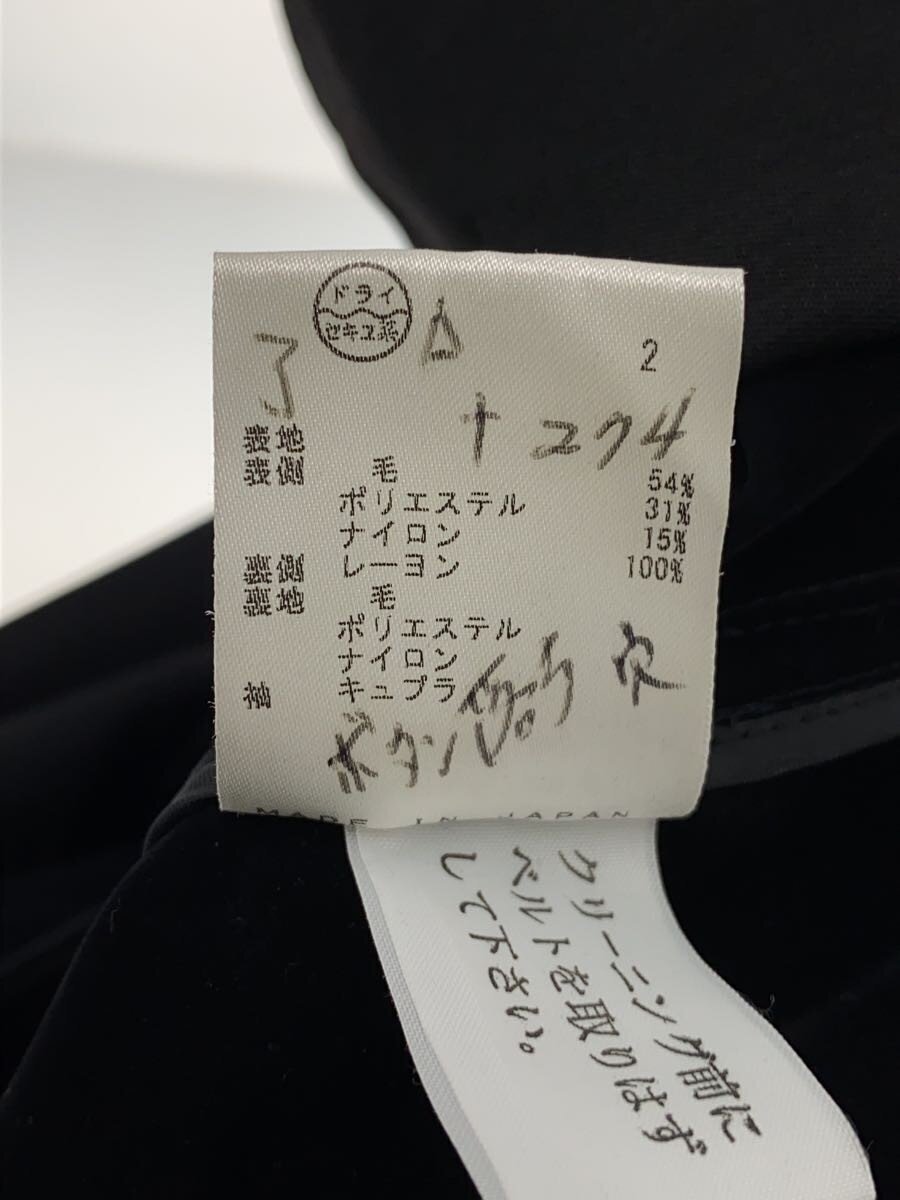 ドライ
セキユ系
2
了 △
ナ274
表地
表側 毛 54%
ポリエステル 31%
ナイロン 15%
裏側 レーヨン 100%
裏地 毛
ポリエステル
ナイロン
キュプラ
ボタン
MADE IN JAPAN
クリーニング前に
ベルトを取りはず
して下さい。